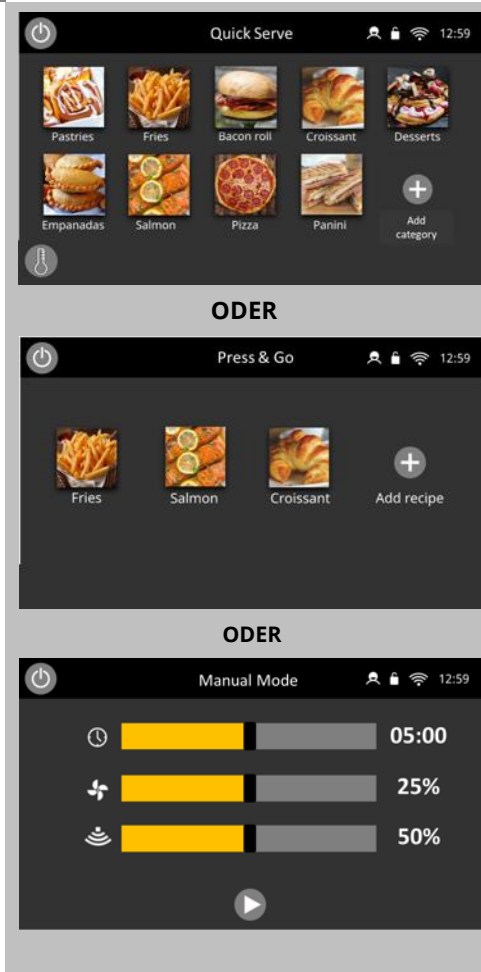 Quick Serve 12:59
Pastries Fries Bacon roll Croissant Desserts
Empanadas Salmon Pizza Panini Add
category
ODER
Press & Go 12:59
Fries Salmon Croissant Add recipe
ODER
Manual Mode 12:59
05:00
25%
50%